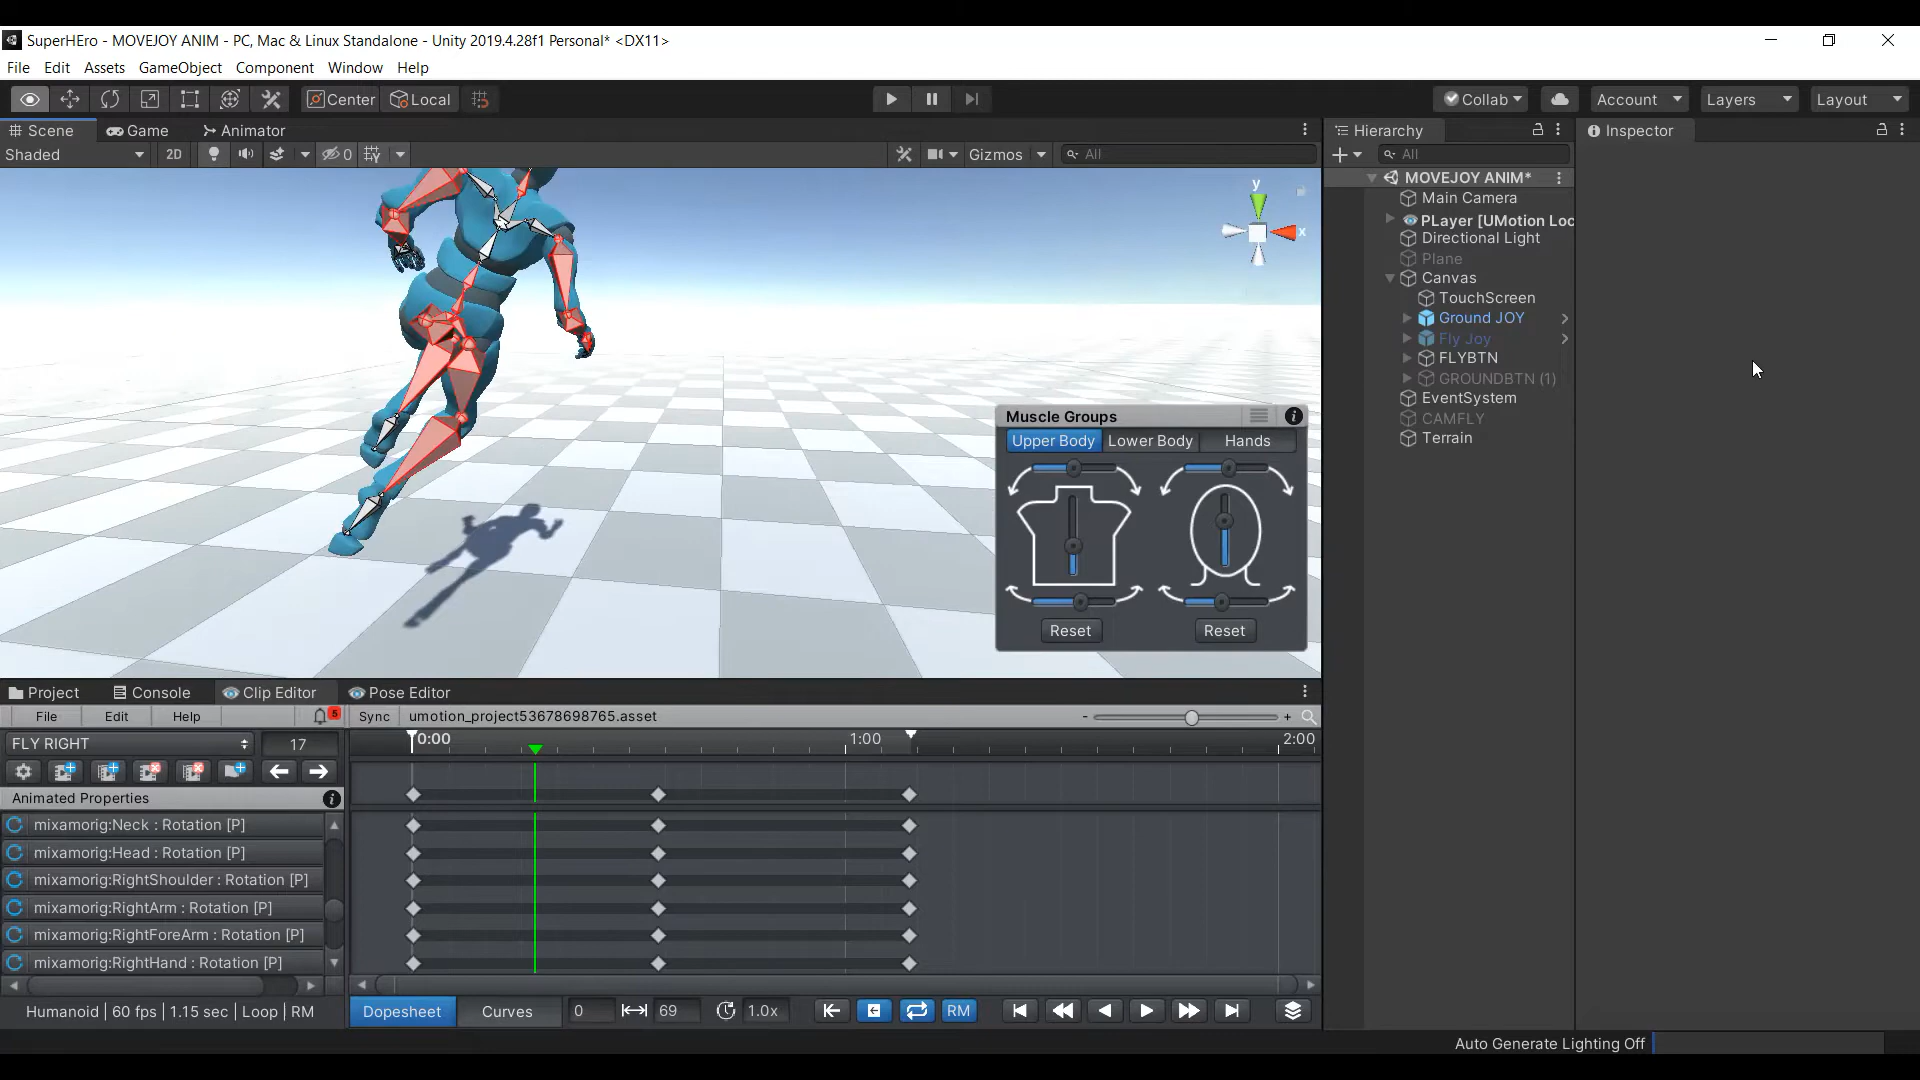 SuperHEro - MOVEJOY ANIM - PC, Mac & Linux Standalone - Unity 2019.4.28f1 Personal* <DX11>
File Edit Assets GameObject Component Window Help
Center Local Collab Account Layers Layout
Scene Game Animator
Shaded 2D 0 Gizmos All
y
x
Muscle Groups
Upper Body Lower Body Hands
Reset Reset
Hierarchy
All
MOVEJOY ANIM*
Main Camera
PLayer [UMotion Loc
Directional Light
Plane
Canvas
TouchScreen
Ground JOY
Fly Joy
FLYBTN
GROUNDBTN (1)
EventSystem
CAMFLY
Terrain
Inspector
Project Console Clip Editor Pose Editor
File Edit Help 5 Sync umotion_project53678698765.asset - +
FLY RIGHT 17 0:00 1:00 2:00
Animated Properties
mixamorig:Neck : Rotation [P]
mixamorig:Head : Rotation [P]
mixamorig:RightShoulder : Rotation [P]
mixamorig:RightArm : Rotation [P]
mixamorig:RightForeArm : Rotation [P]
mixamorig:RightHand : Rotation [P]
Humanoid | 60 fps | 1.15 sec | Loop | RM Dopesheet Curves 0 69 1.0x RM
Auto Generate Lighting Off